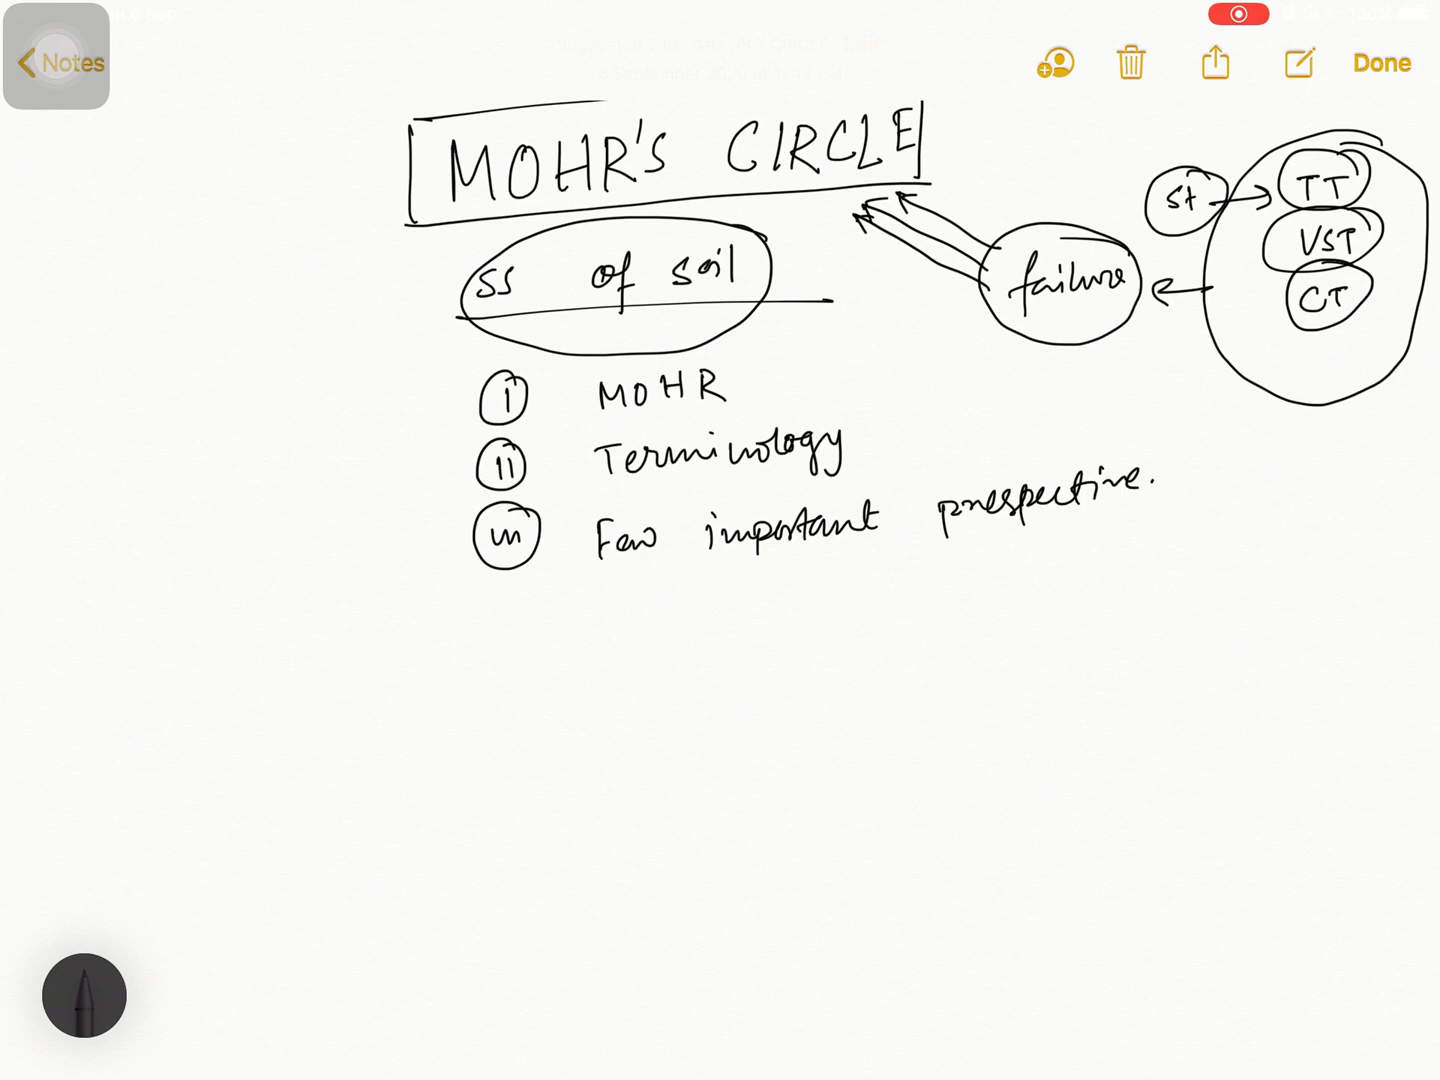 Notes
Done
MOHR'S CIRCLE
ss of soil
failure
st
TT
VST
CT
i MOHR
ii Terminology
iii Few important prespective.